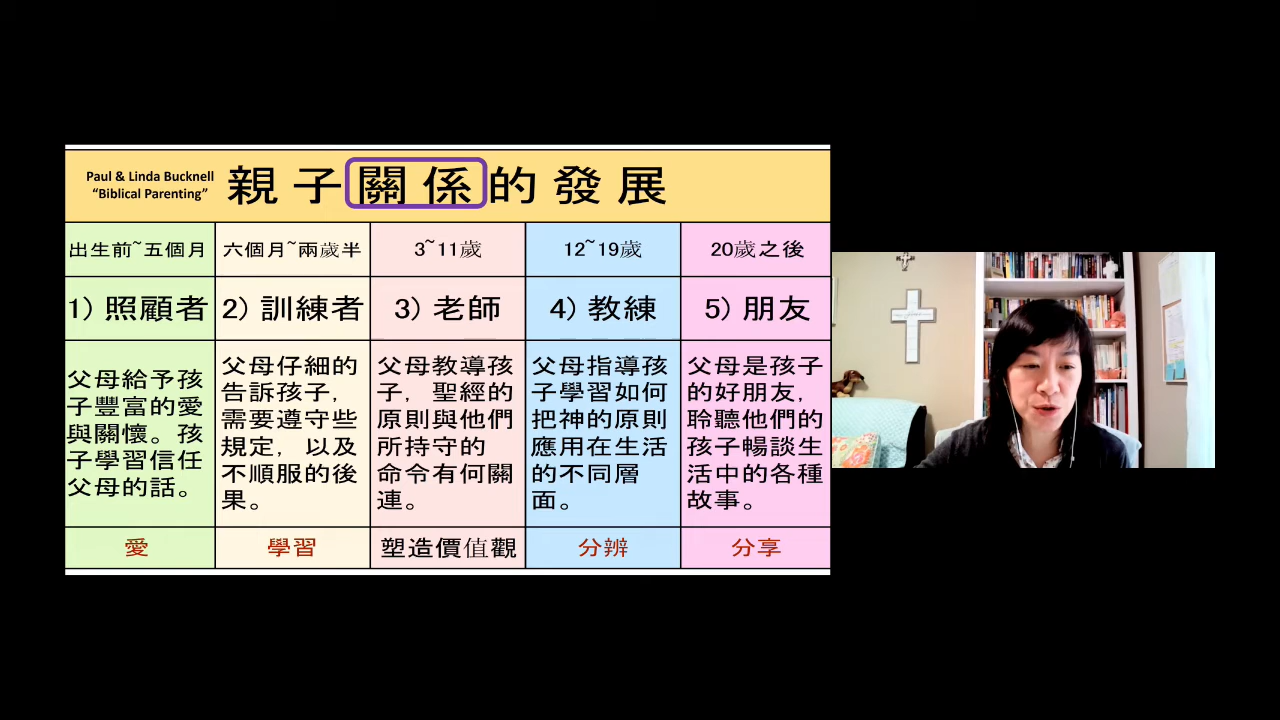 Paul & Linda Bucknell
“Biblical Parenting”
親子關係的發展
出生前~五個月
六個月~兩歲半
3~11歲
12~19歲
20歲之後
1) 照顧者
2) 訓練者
3) 老師
4) 教練
5) 朋友
父母給予孩
子豐富的愛
與關懷。孩
子學習信任
父母的話。
父母仔細的
告訴孩子，
需要遵守些
規定，以及
不順服的後
果。
父母教導孩
子，聖經的
原則與他們
所持守的
命令有何關
連。
父母指導孩
子學習如何
把神的原則
應用在生活
的不同層
面。
父母是孩子
的好朋友，
聆聽他們的
孩子暢談生
活中的各種
故事。
愛
學習
塑造價值觀
分辨
分享